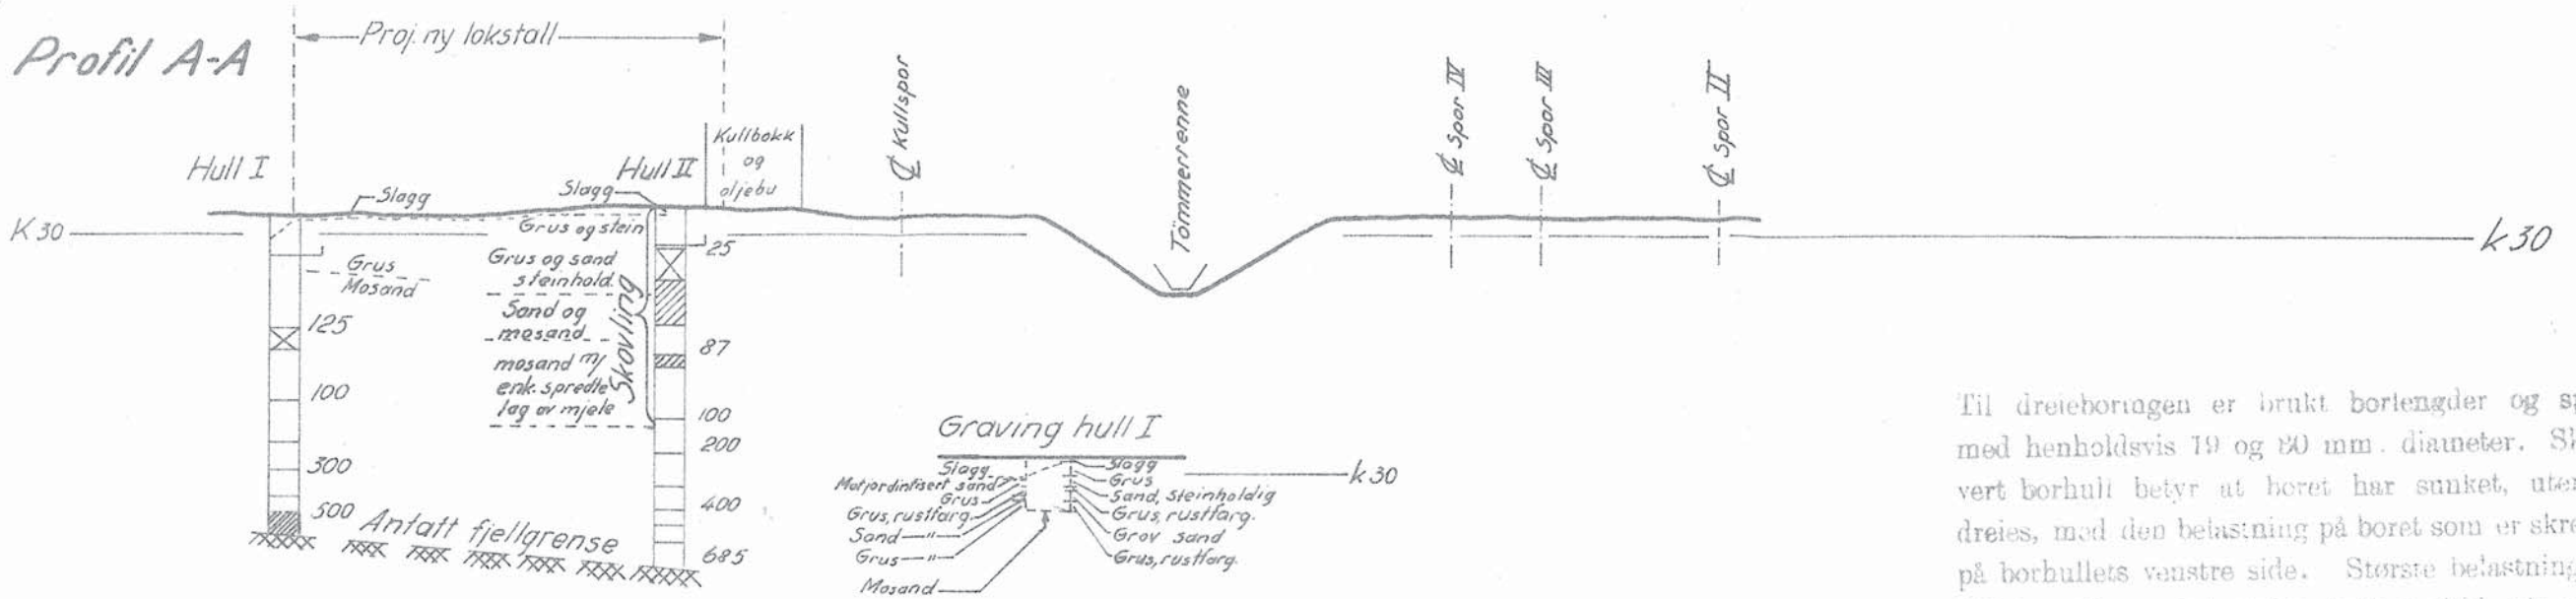 Profil A-A
Proj. ny lokstall
Hull I
Hull II
Kullbokk
og
oljebu
℄ Kullspor
Tömmerrenne
℄ Spor IV
℄ Spor III
℄ Spor II
Slagg
Slagg
K 30
k 30
Grus og stein
Grus
Mosand
Grus og sand
steinhold.
Sand og
mosand
mosand m/
enk. spredte
lag av mjele
Skovling
125
100
300
500
25
87
100
200
400
685
Antatt fjellgrense
Graving hull I
k 30
Slagg
Matjordinfisert sand
Grus
Grus, rustfarg.
Sand — " —
Grus — " —
Mosand
Slagg
Grus
Sand, steinholdig
Grus, rustfarg.
Grov sand
Grus, rustfarg.
Til dreieboringen er brukt borlengder og
med henholdsvis 19 og 80 mm. diameter.
vert borhull betyr at boret har sunket,
dreies, med den belastning på boret som er
på borhullets venstre side. Største belastning